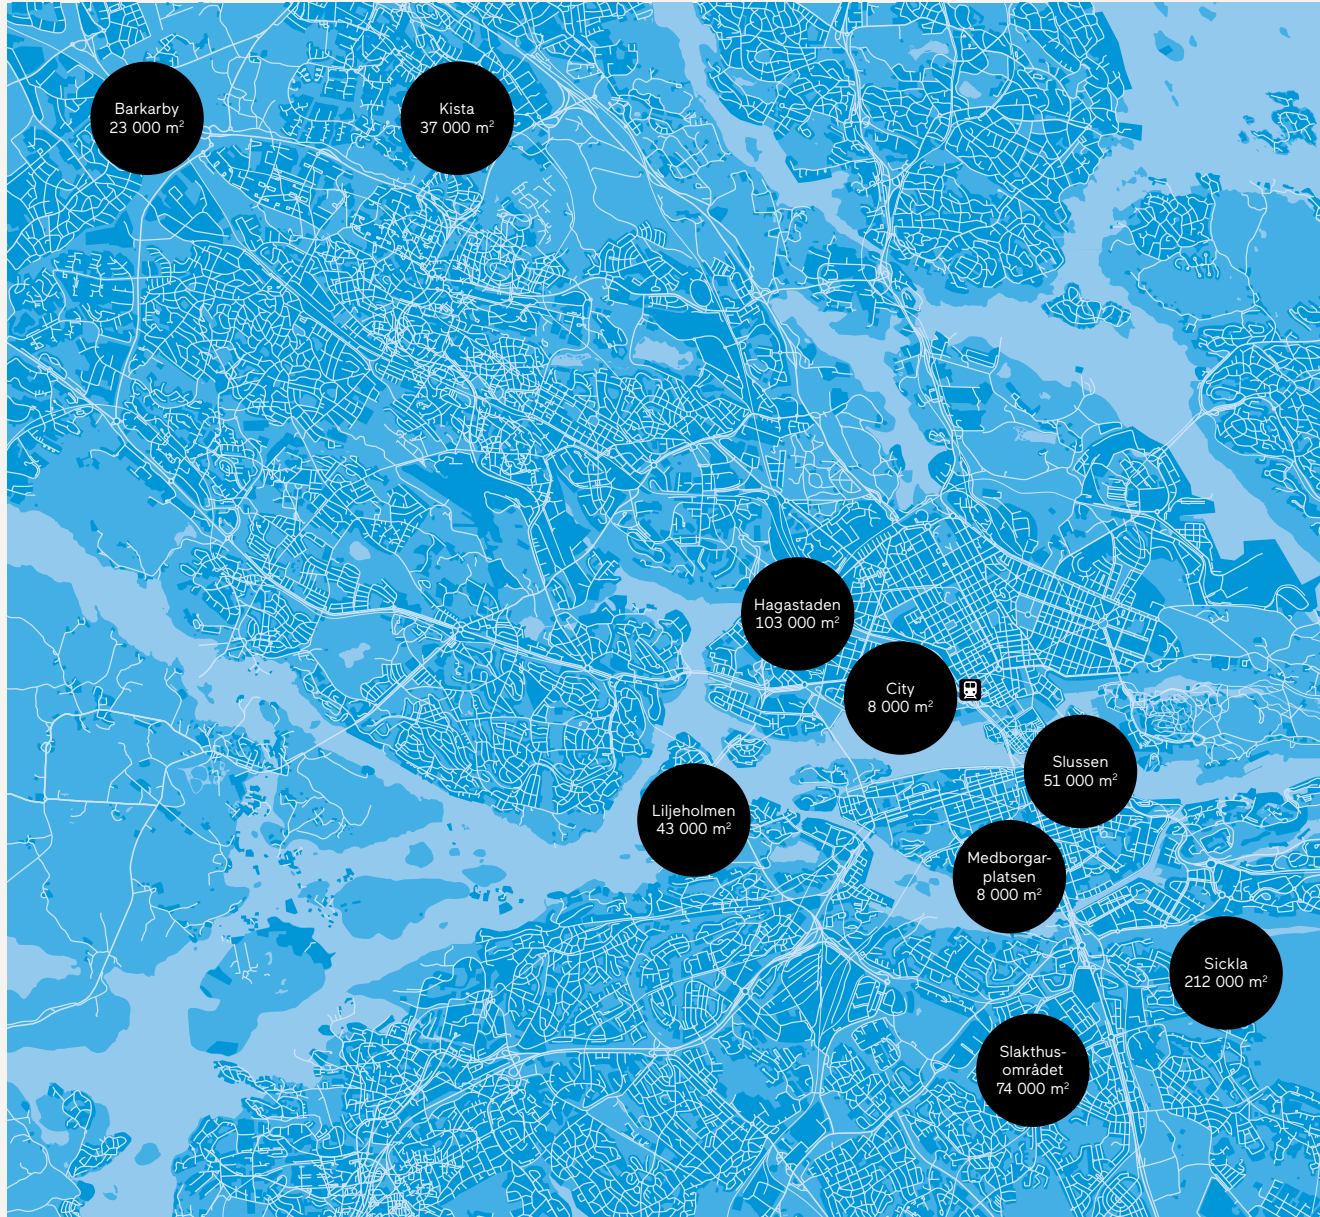 Barkarby
23 000 m²
Kista
37 000 m²
Hagastaden
103 000 m²
City
8 000 m²
Slussen
51 000 m²
Liljeholmen
43 000 m²
Medborgar-
platsen
8 000 m²
Sickla
212 000 m²
Slakthus-
området
74 000 m²